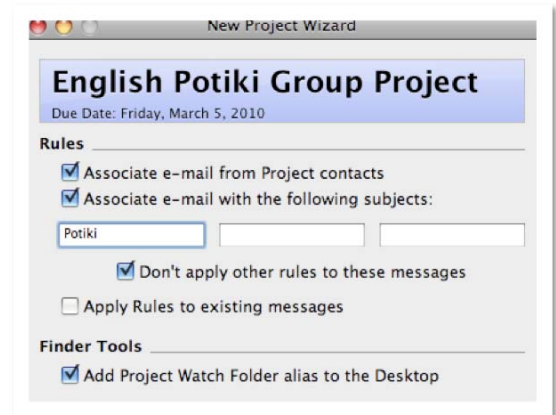 New Project Wizard
English Potiki Group Project
Due Date: Friday, March 5, 2010
Rules
Associate e-mail from Project contacts
Associate e-mail with the following subjects:
Potiki
Don't apply other rules to these messages
Apply Rules to existing messages
Finder Tools
Add Project Watch Folder alias to the Desktop